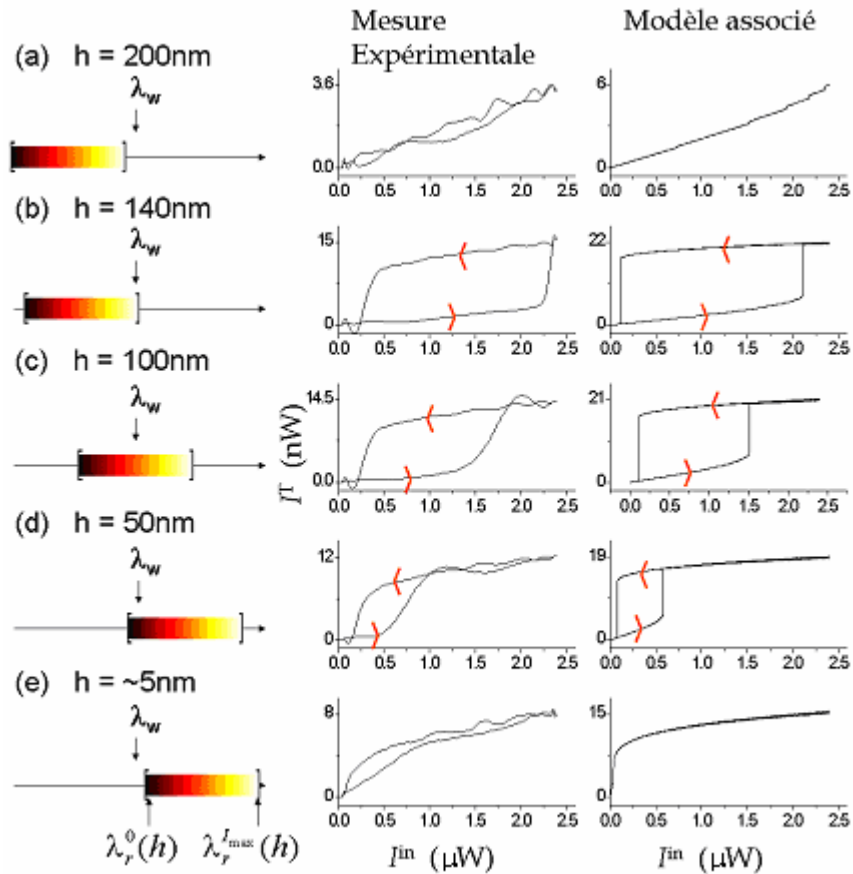 Mesure
Expérimentale
Modèle associé
(a) h = 200nm
λw
3.6
0.0
0.0 0.5 1.0 1.5 2.0 2.5
6
0
0.0 0.5 1.0 1.5 2.0 2.5
(b) h = 140nm
λw
15
0
0.0 0.5 1.0 1.5 2.0 2.5
22
0
0.0 0.5 1.0 1.5 2.0 2.5
(c) h = 100nm
λw
14.5
0.0
0.0 0.5 1.0 1.5 2.0 2.5
21
0
0.0 0.5 1.0 1.5 2.0 2.5
I^T (nW)
(d) h = 50nm
λw
12
0
0.0 0.5 1.0 1.5 2.0 2.5
19
0
0.0 0.5 1.0 1.5 2.0 2.5
(e) h = ~5nm
λw
8
0
0.0 0.5 1.0 1.5 2.0 2.5
15
0
0.0 0.5 1.0 1.5 2.0 2.5
λ_r^0(h) λ_r^{I_max}(h)
I^in (µW)
I^in (µW)